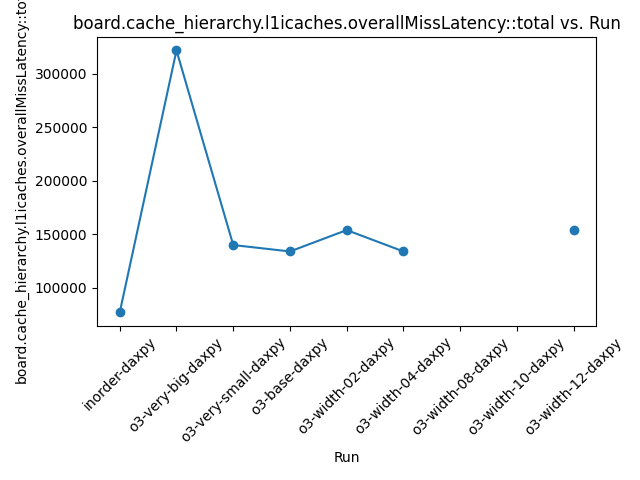 board.cache_hierarchy.l1icaches.overallMissLatency::total vs. Run
board.cache_hierarchy.l1icaches.overallMissLatency::to
300000
250000
200000
150000
100000
inorder-daxpy
o3-very-big-daxpy
o3-very-small-daxpy
o3-base-daxpy
o3-width-02-daxpy
o3-width-04-daxpy
o3-width-08-daxpy
o3-width-10-daxpy
o3-width-12-daxpy
Run